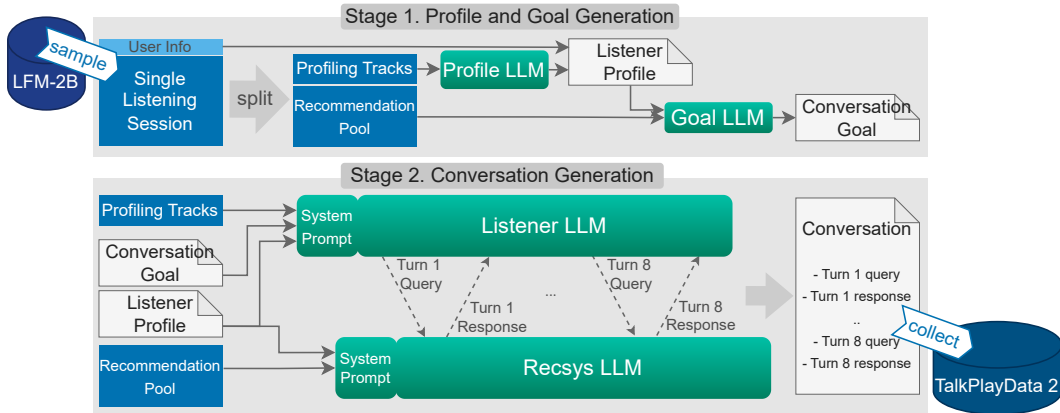 Stage 1. Profile and Goal Generation
LFM-2B
sample
User Info
Single
Listening
Session
split
Profiling Tracks
Recommendation
Pool
Profile LLM
Listener
Profile
Goal LLM
Conversation
Goal
Stage 2. Conversation Generation
Profiling Tracks
Conversation
Goal
Listener
Profile
Recommendation
Pool
System
Prompt
Listener LLM
Turn 1
Query
Turn 1
Response
...
Turn 8
Query
Turn 8
Response
System
Prompt
Recsys LLM
Conversation
- Turn 1 query
- Turn 1 response
..
- Turn 8 query
- Turn 8 response
collect
TalkPlayData 2